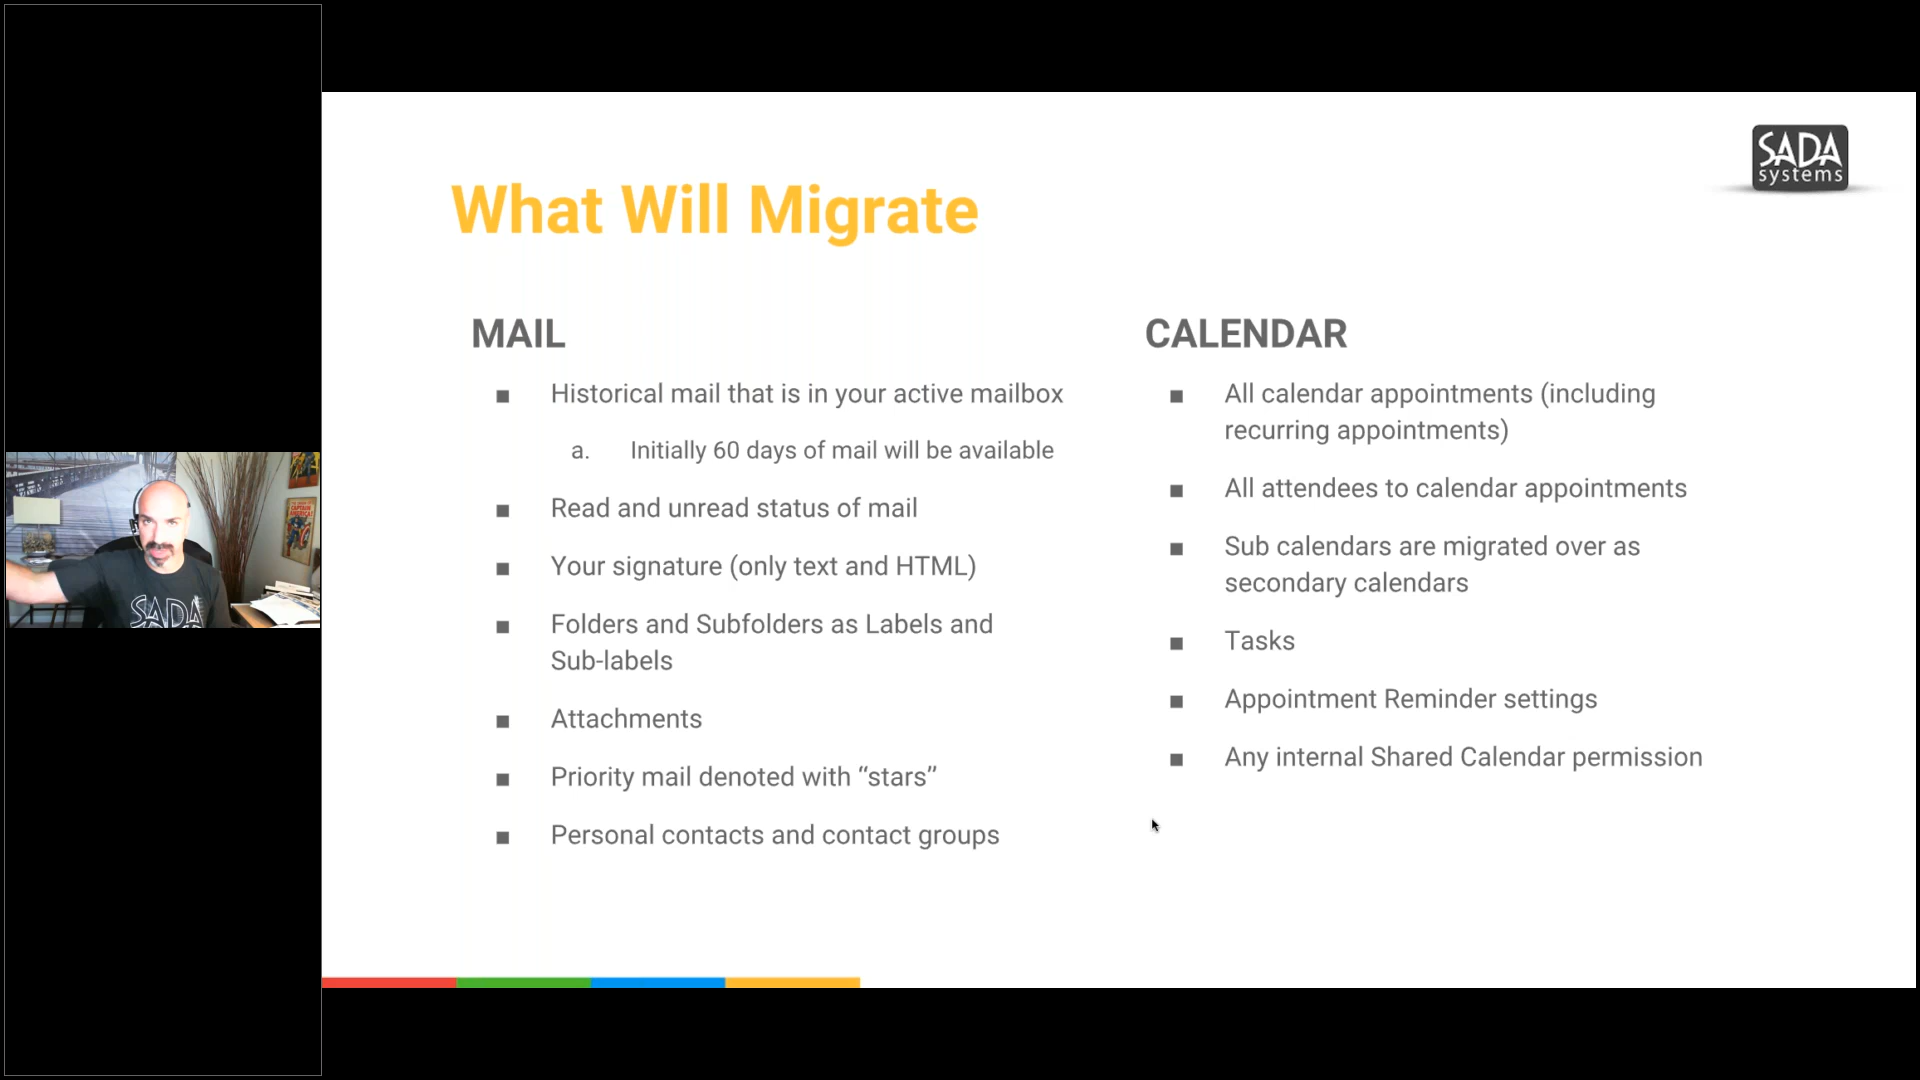 SADA
systems
What Will Migrate
MAIL
■ Historical mail that is in your active mailbox
a. Initially 60 days of mail will be available
■ Read and unread status of mail
■ Your signature (only text and HTML)
■ Folders and Subfolders as Labels and
Sub-labels
■ Attachments
■ Priority mail denoted with “stars”
■ Personal contacts and contact groups
CALENDAR
■ All calendar appointments (including
recurring appointments)
■ All attendees to calendar appointments
■ Sub calendars are migrated over as
secondary calendars
■ Tasks
■ Appointment Reminder settings
■ Any internal Shared Calendar permission
CAPTAIN
AMERICA
SADA